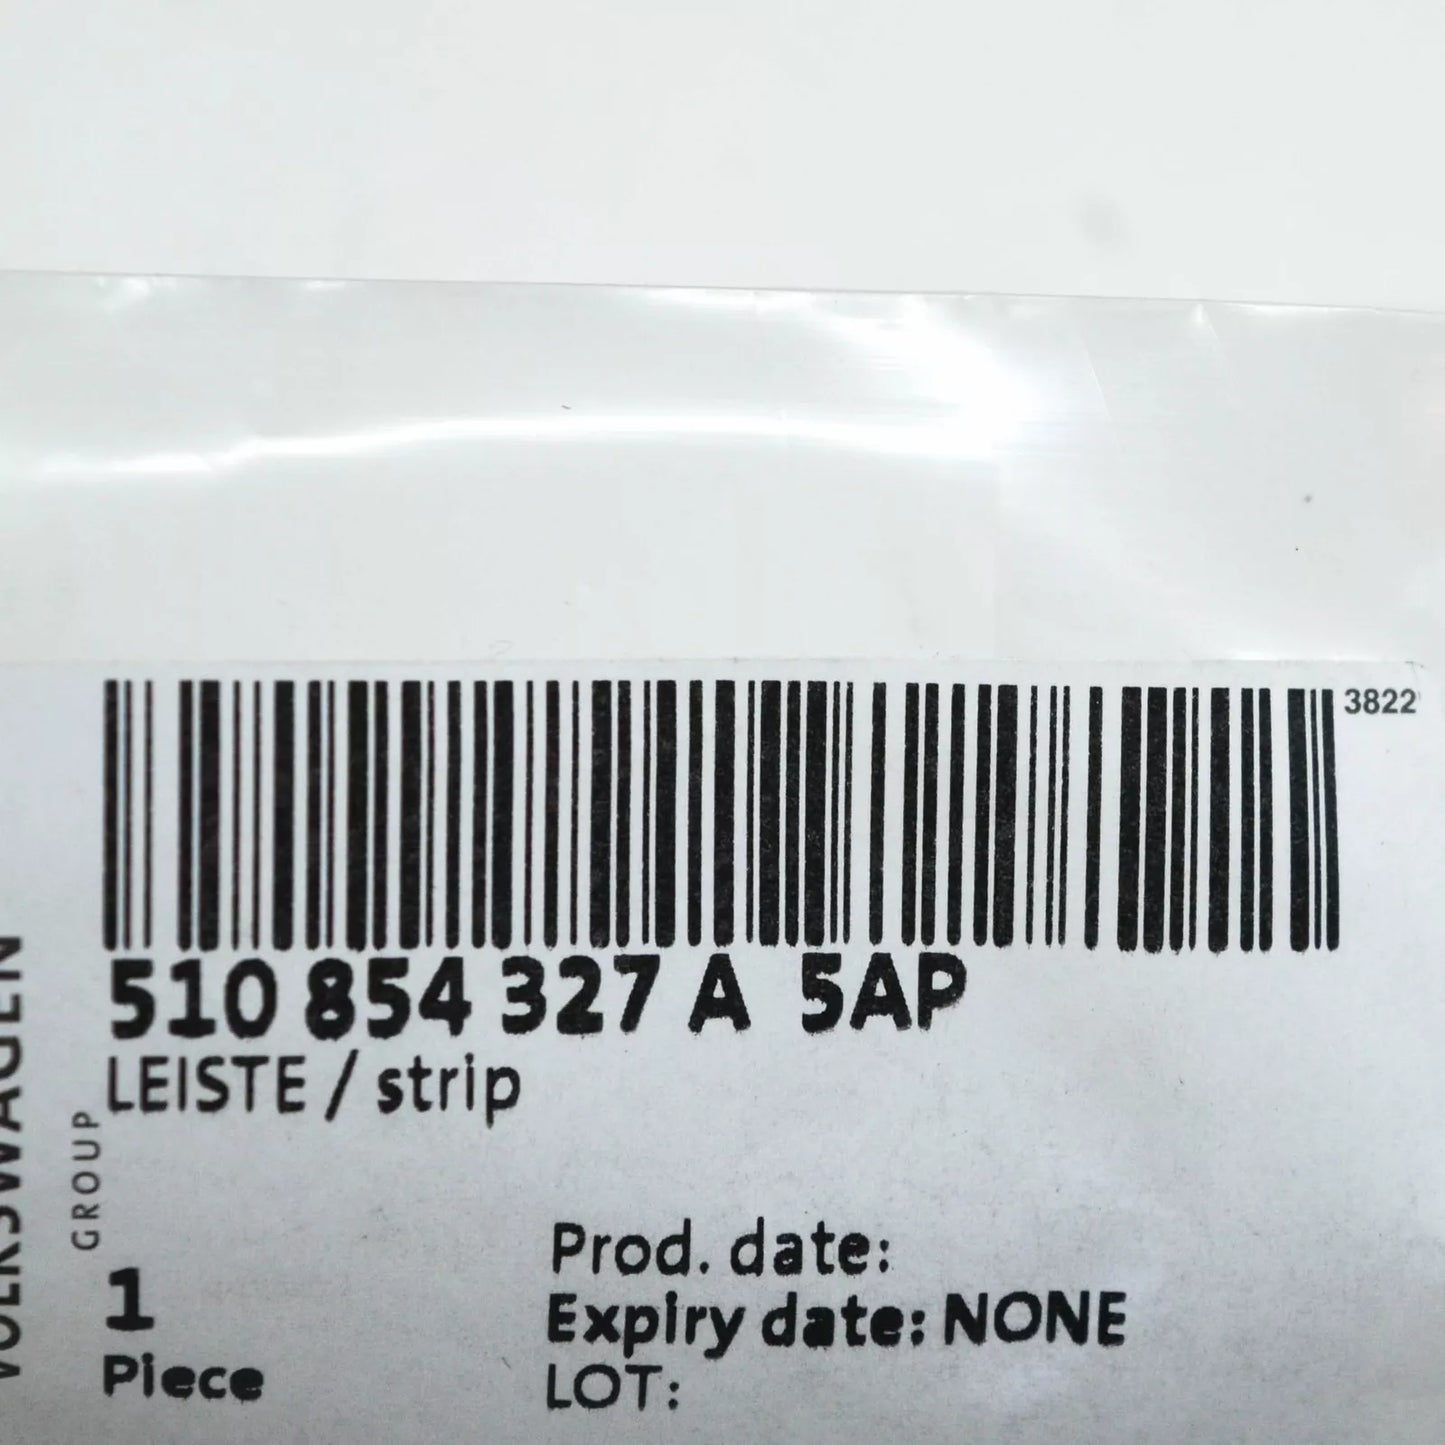 3822
510 854 327 A 5AP
LEISTE / strip
VOLKSWAGEN
GROUP
1
Piece
Prod. date:
Expiry date: NONE
LOT: